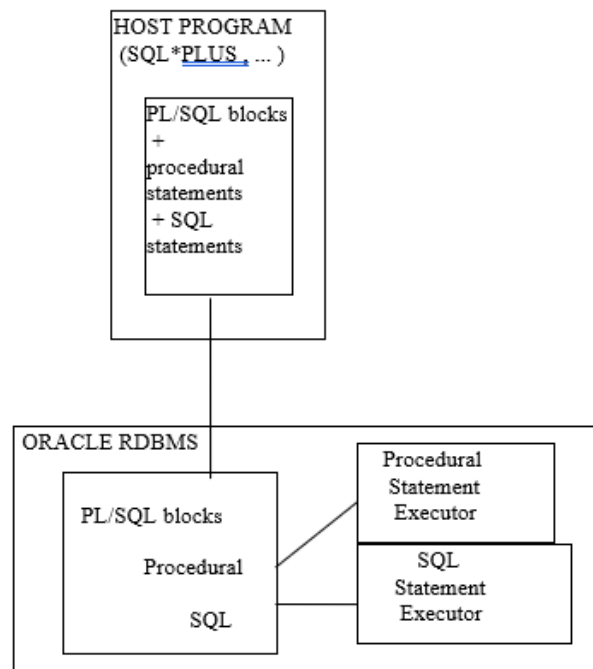 HOST PROGRAM
(SQL*PLUS , ... )
PL/SQL blocks
+
procedural
statements
+ SQL
statements
ORACLE RDBMS
PL/SQL blocks
Procedural
SQL
Procedural
Statement
Executor
SQL
Statement
Executor